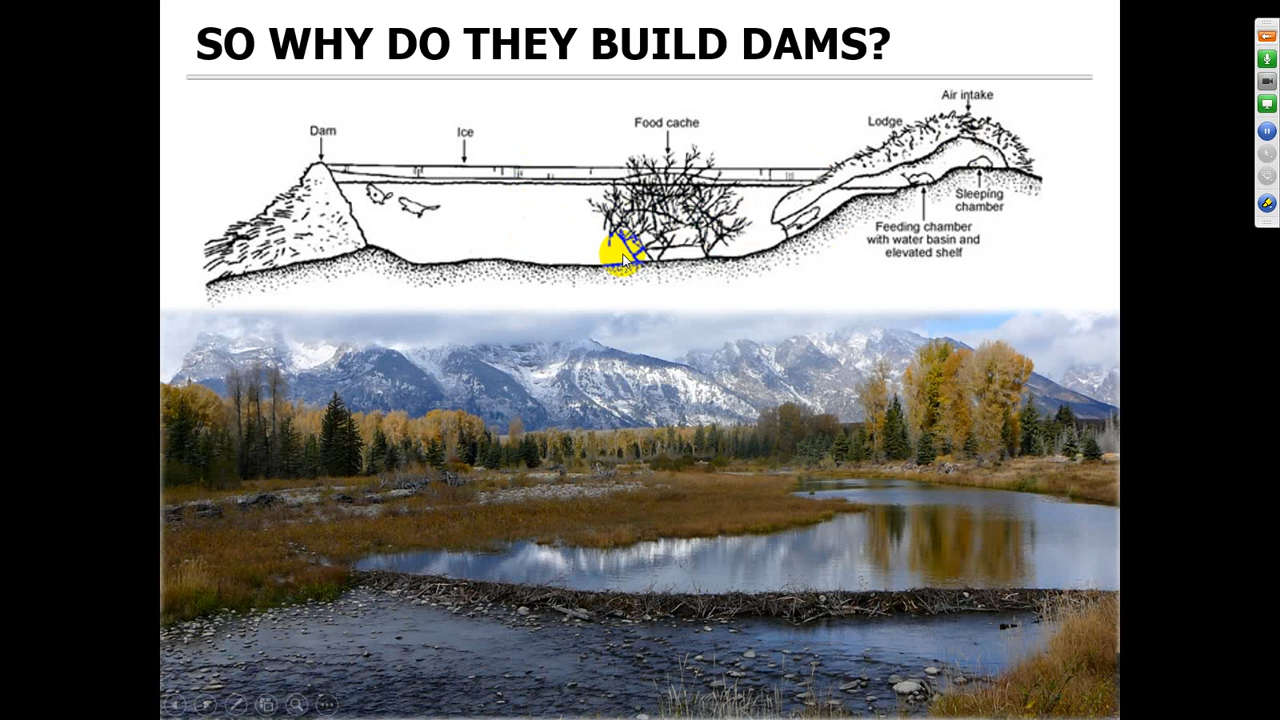 SO WHY DO THEY BUILD DAMS?
Air intake
Dam
Ice
Food cache
Lodge
Sleeping
chamber
Feeding chamber
with water basin and
elevated shelf